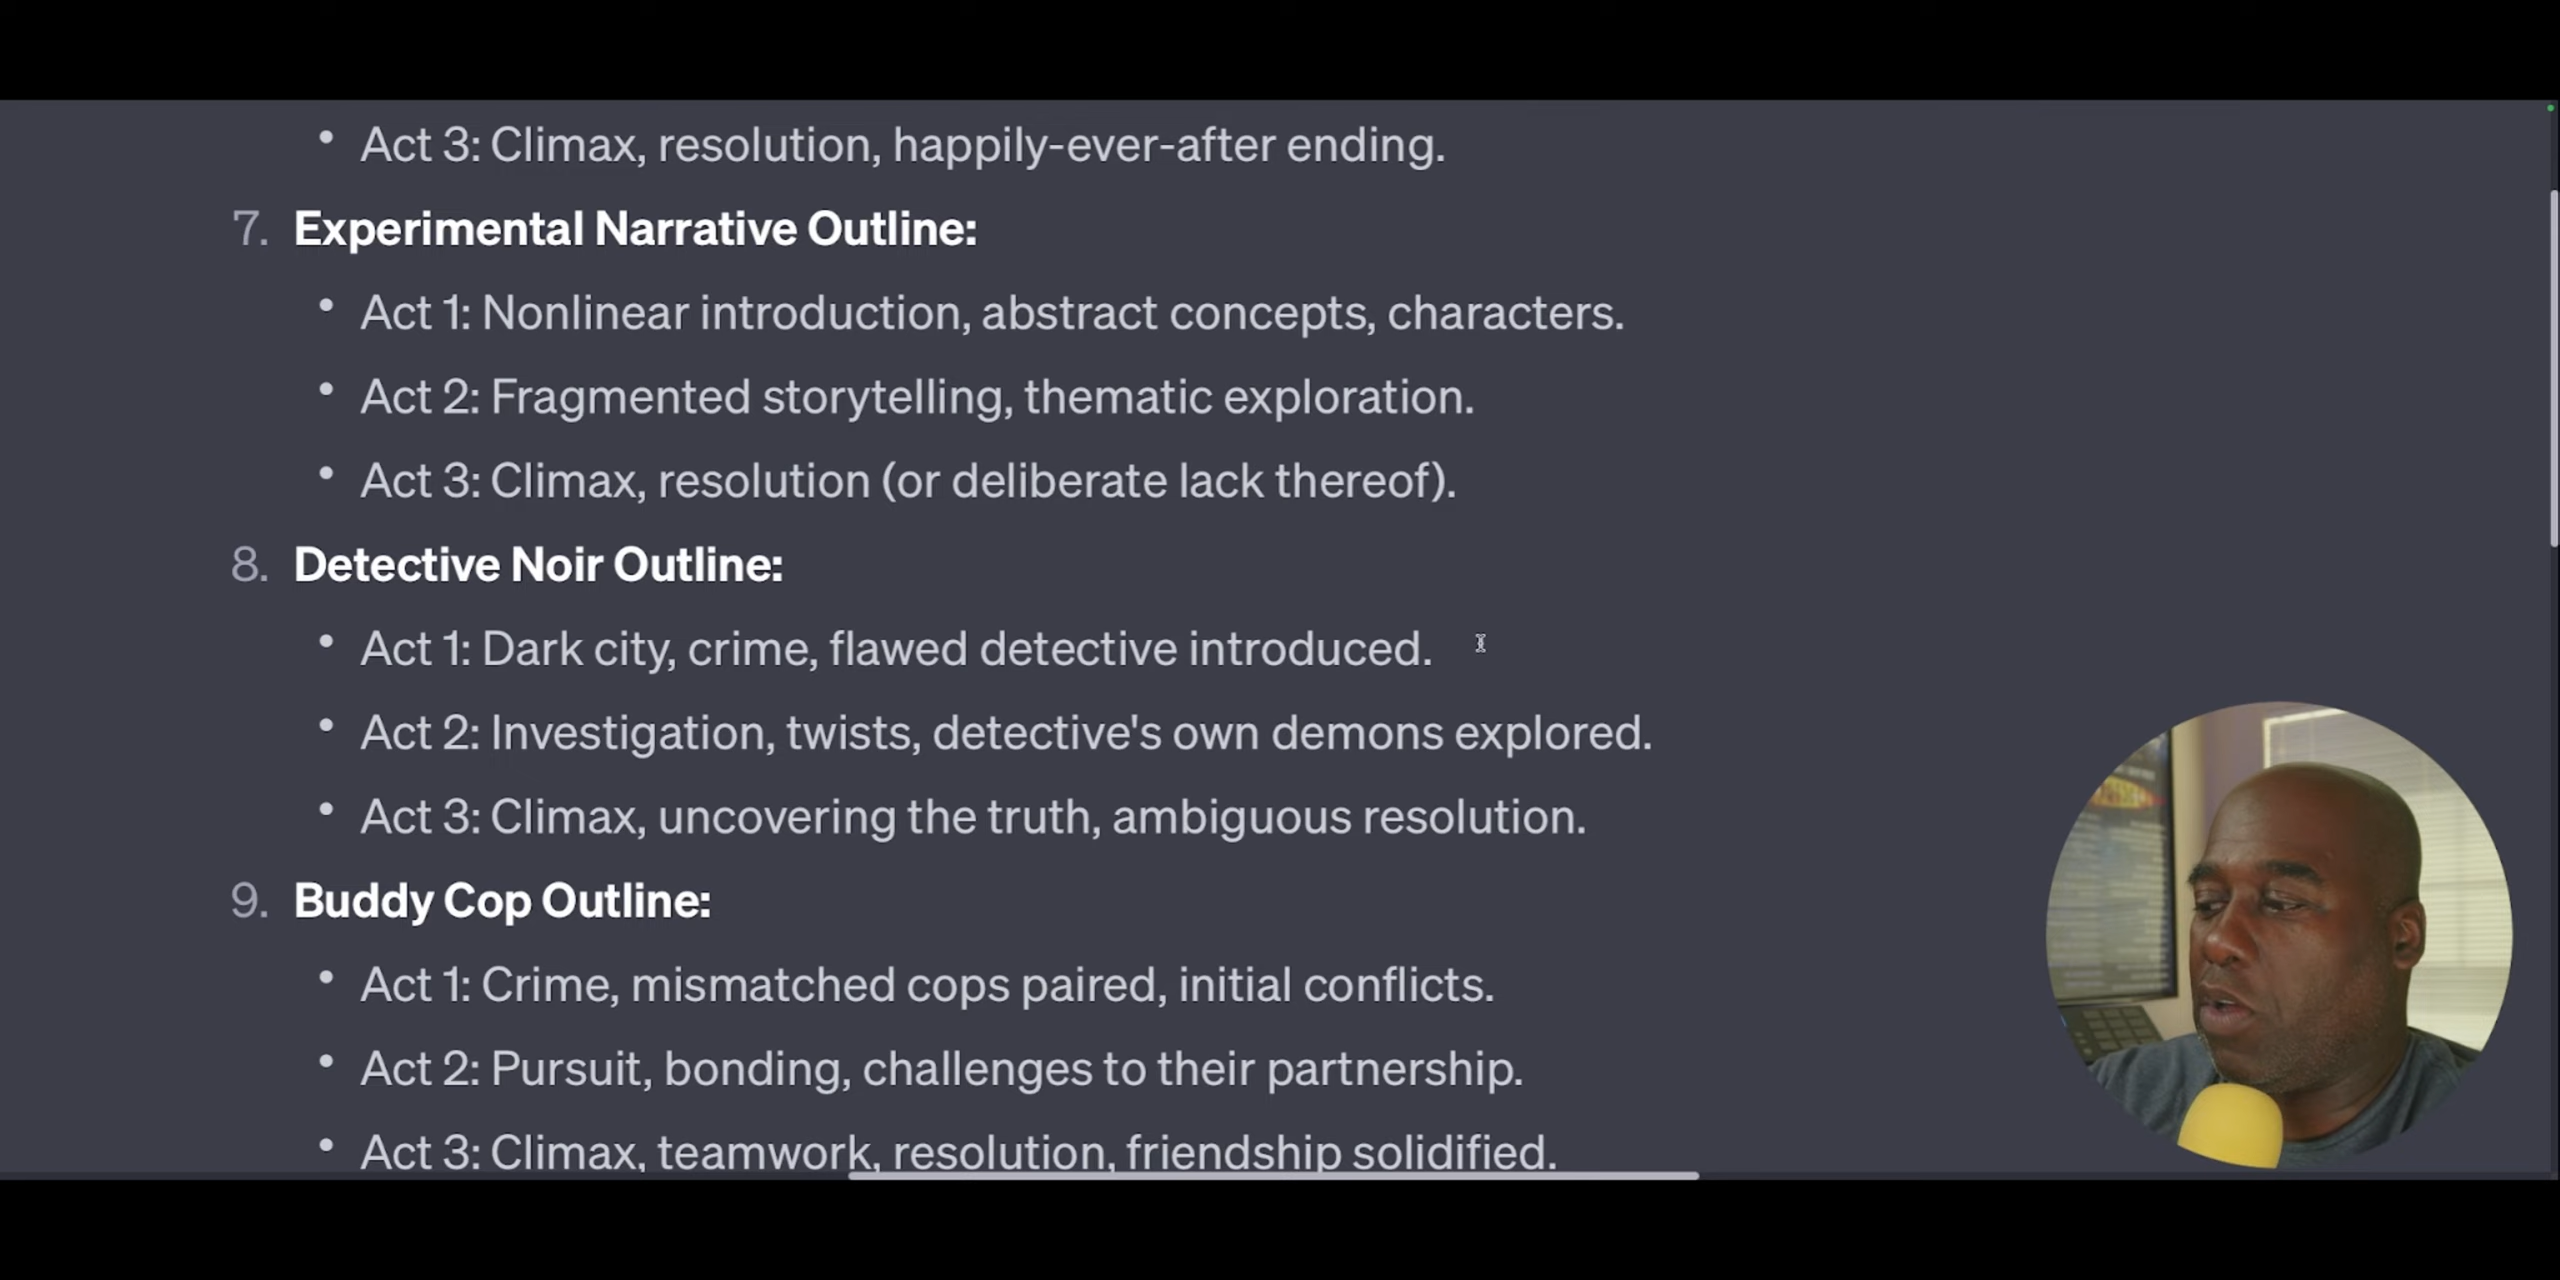 • Act 3: Climax, resolution, happily-ever-after ending.
7. Experimental Narrative Outline:
• Act 1: Nonlinear introduction, abstract concepts, characters.
• Act 2: Fragmented storytelling, thematic exploration.
• Act 3: Climax, resolution (or deliberate lack thereof).
8. Detective Noir Outline:
• Act 1: Dark city, crime, flawed detective introduced.
• Act 2: Investigation, twists, detective's own demons explored.
• Act 3: Climax, uncovering the truth, ambiguous resolution.
9. Buddy Cop Outline:
• Act 1: Crime, mismatched cops paired, initial conflicts.
• Act 2: Pursuit, bonding, challenges to their partnership.
• Act 3: Climax, teamwork, resolution, friendship solidified.